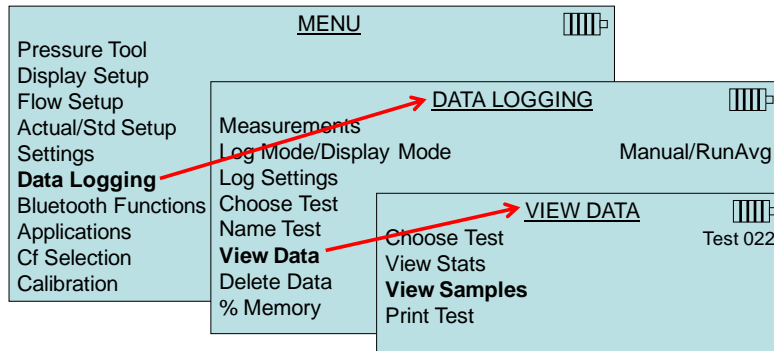 MENU
Pressure Tool
Display Setup
Flow Setup
Actual/Std Setup
Settings
Data Logging
Bluetooth Functions
Applications
Cf Selection
Calibration
DATA LOGGING
Measurements
Log Mode/Display Mode Manual/RunAvg
Log Settings
Choose Test
Name Test
View Data
Delete Data
% Memory
VIEW DATA
Choose Test Test 022
View Stats
View Samples
Print Test